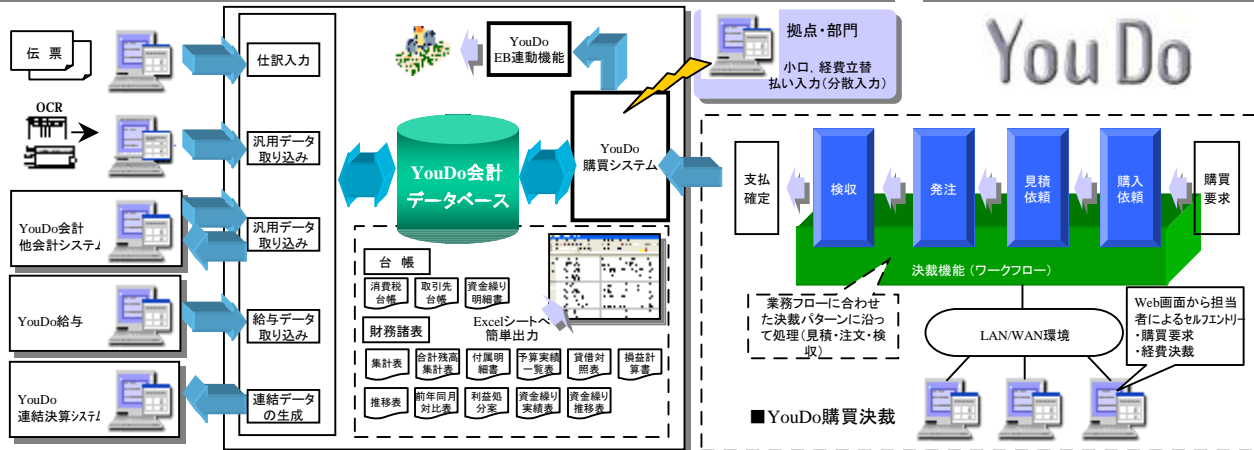 伝 票
OCR
YouDo会計
他会計システム
YouDo給与
YouDo
連結決算システム
仕訳入力
汎用データ
取り込み
汎用データ
取り込み
給与データ
取り込み
連結データ
の生成
YouDo
EB連動機能
YouDo会計
データベース
YouDo
購買システム
拠点・部門
小口，経費立替
払い入力（分散入力）
台 帳
消費税
台帳
取引先
台帳
資金繰り
明細書
Excelシートへ
簡単出力
財務諸表
集計表
合計残高
集計表
付属明
細書
予算実績
一覧表
貸借対
照表
損益計
算書
推移表
前年同月
対比表
利益処
分案
資金繰り
実績表
資金繰り
推移表
You Do
支払
確定
検収
発注
見積
依頼
購入
依頼
購買
要求
決裁機能（ワークフロー）
業務フローに合わせ
た決裁パターンに沿っ
て処理（見積・注文・検
収）
LAN/WAN環境
Web画面から担当
者によるセルフエントリー
・購買要求
・経費決裁
■YouDo購買決裁